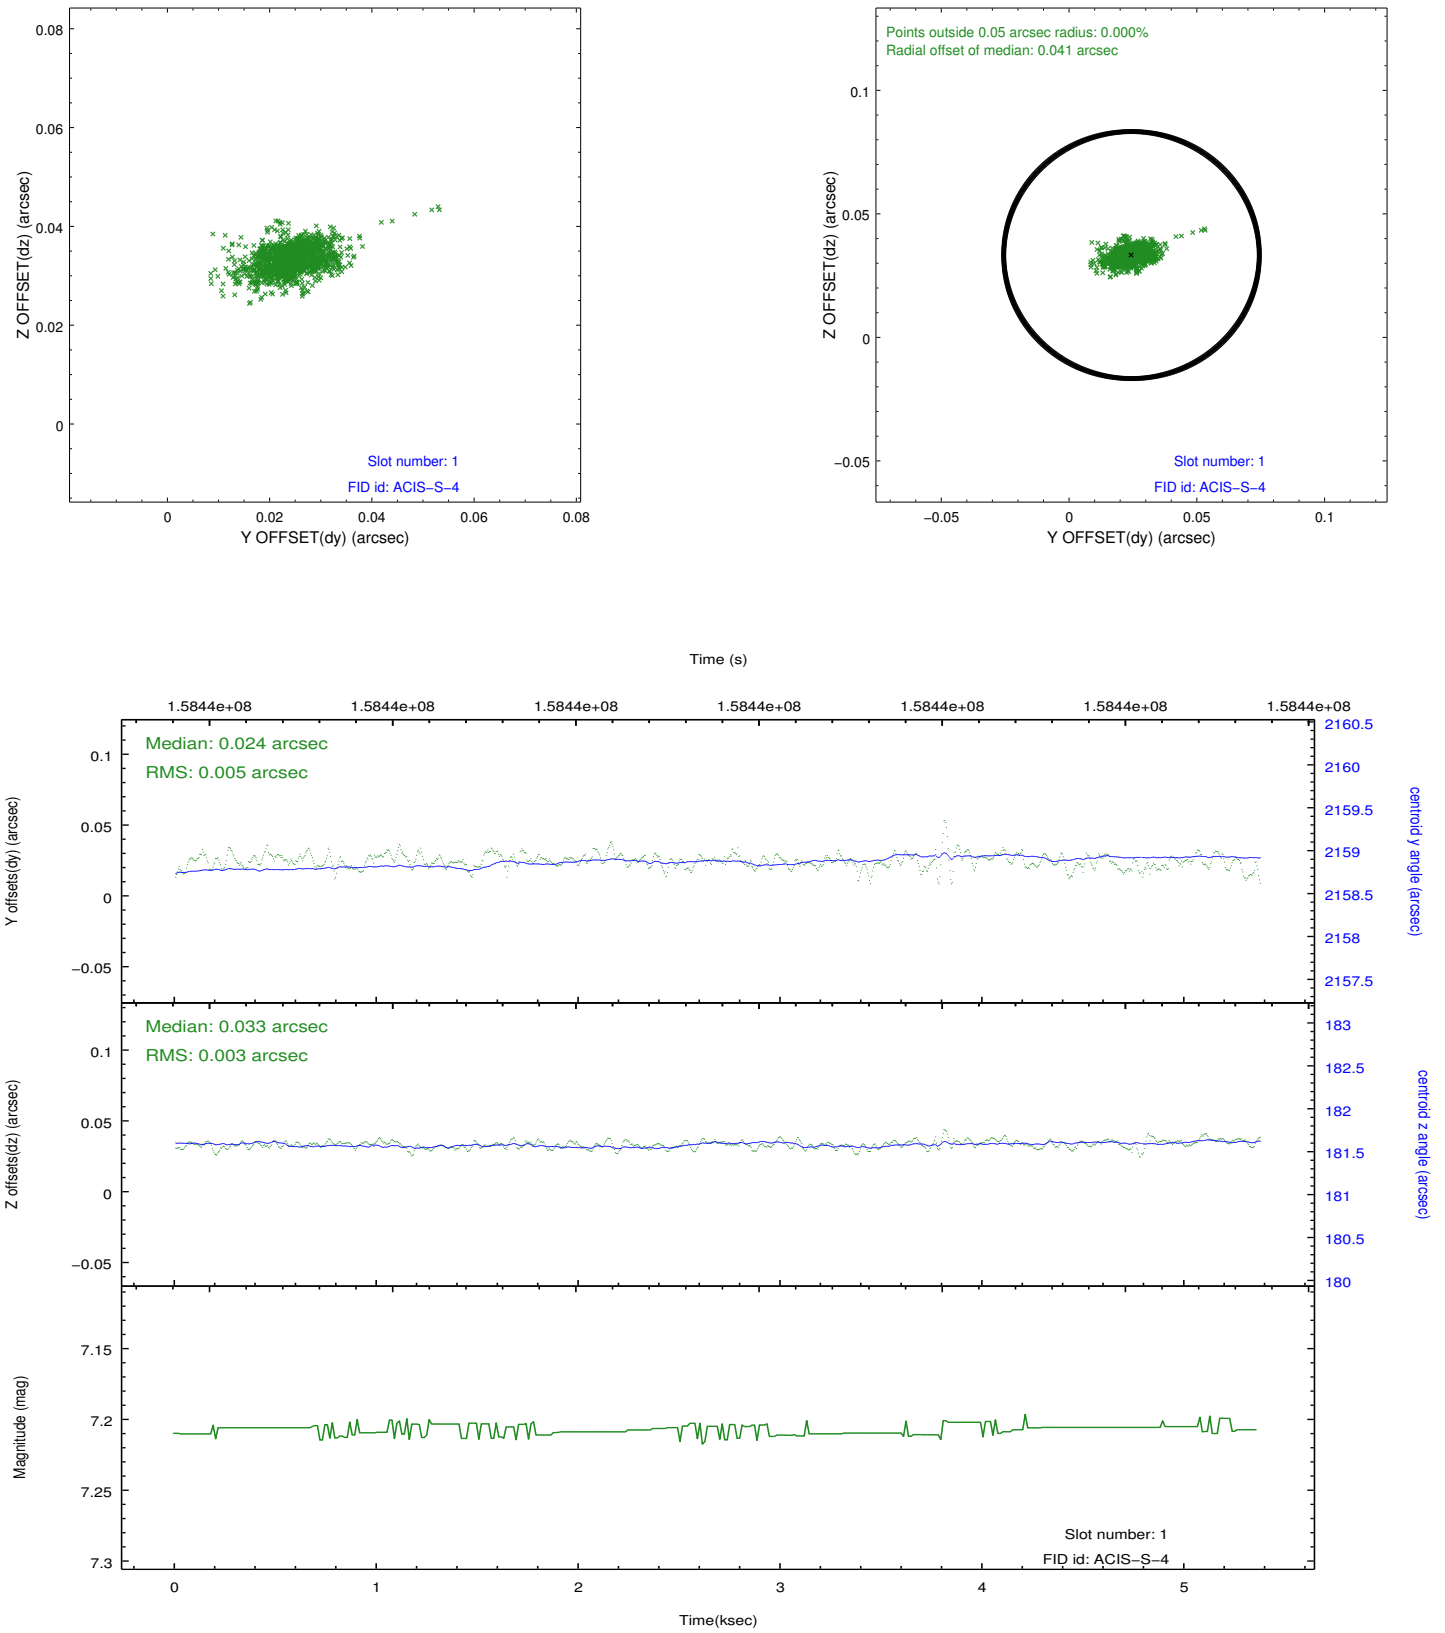 0.08
0.06
0.04
0.02
0
Z OFFSET(dz) (arcsec)
Slot number: 1
FID id: ACIS−S−4
0 0.02 0.04 0.06 0.08
Y OFFSET(dy) (arcsec)
Points outside 0.05 arcsec radius: 0.000%
Radial offset of median: 0.041 arcsec
0.1
0.05
0
−0.05
Z OFFSET(dz) (arcsec)
Slot number: 1
FID id: ACIS−S−4
−0.05 0 0.05 0.1
Y OFFSET(dy) (arcsec)
Time (s)
1.5844e+08 1.5844e+08 1.5844e+08 1.5844e+08 1.5844e+08 1.5844e+08 1.5844e+08
Median: 0.024 arcsec
RMS: 0.005 arcsec
0.1
0.05
0
−0.05
Y offsets(dy) (arcsec)
2160.5
2160
2159.5
2159
2158.5
2158
2157.5
centroid y angle (arcsec)
Median: 0.033 arcsec
RMS: 0.003 arcsec
0.1
0.05
0
−0.05
Z offsets(dz) (arcsec)
183
182.5
182
181.5
181
180.5
180
centroid z angle (arcsec)
7.15
7.2
7.25
7.3
Magnitude (mag)
Slot number: 1
FID id: ACIS−S−4
0 1 2 3 4 5
Time(ksec)